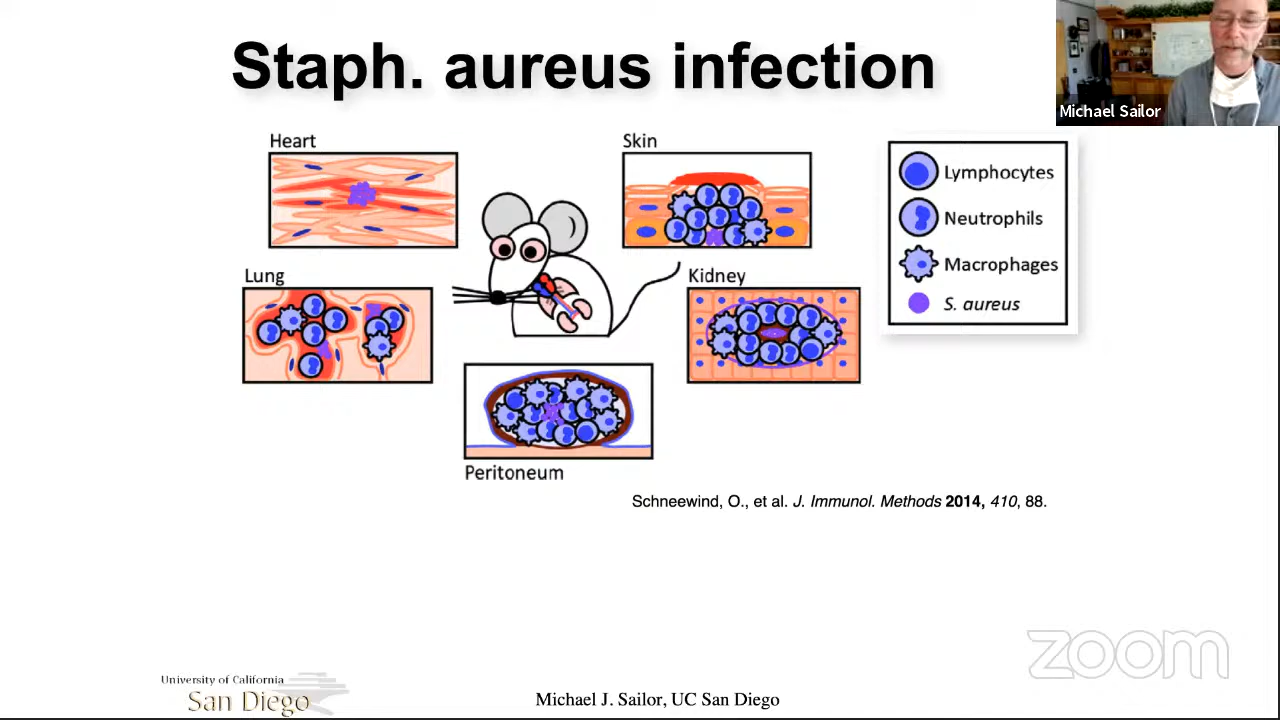 Staph. aureus infection
Michael Sailor
Heart
Skin
Lymphocytes
Neutrophils
Macrophages
S. aureus
Lung
Kidney
Peritoneum
Schneewind, O., et al. J. Immunol. Methods 2014, 410, 88.
zoom
University of California
San Diego
Michael J. Sailor, UC San Diego